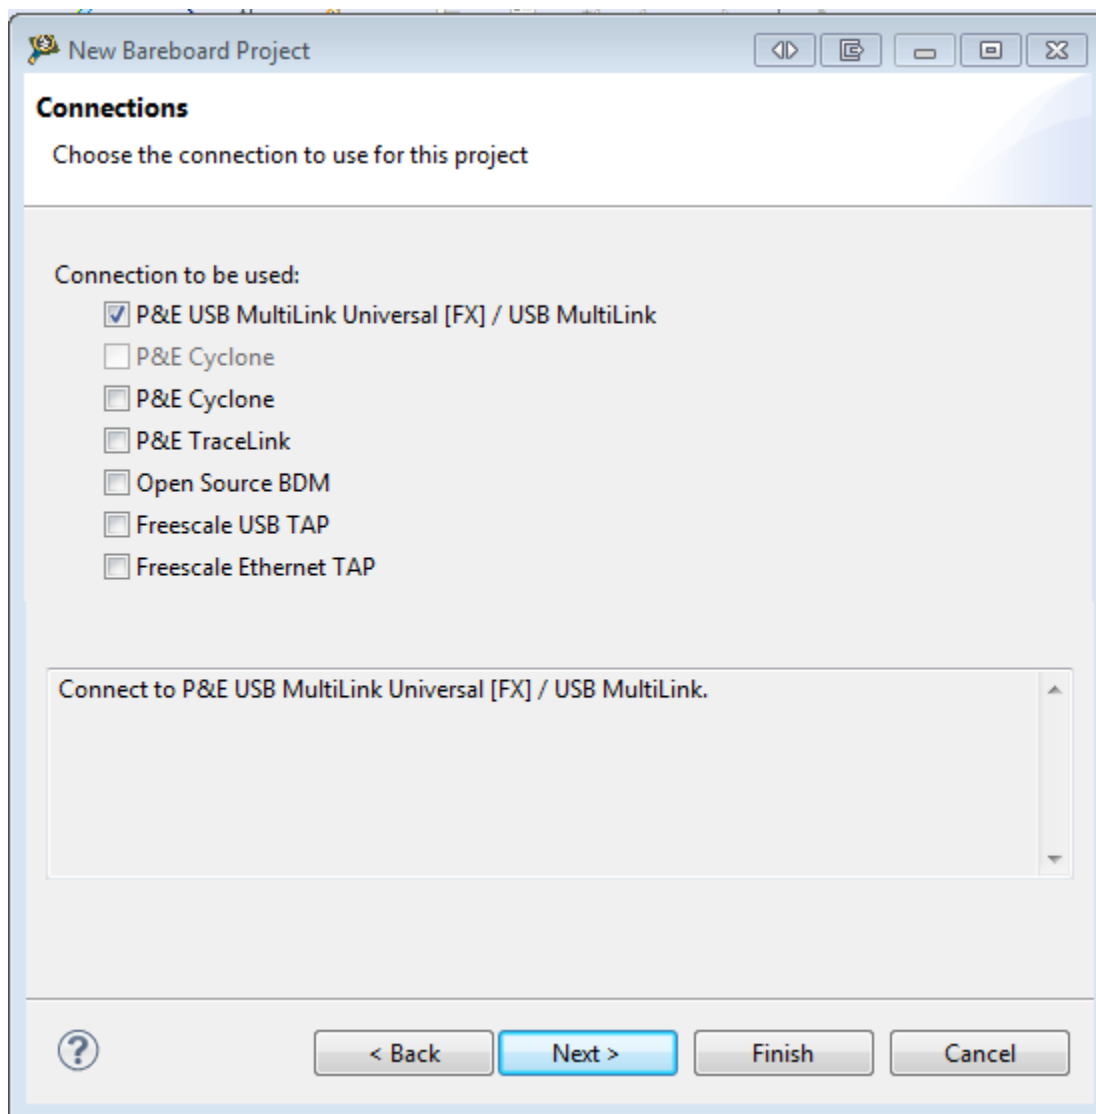 New Bareboard Project
Connections
Choose the connection to use for this project
Connection to be used:
P&E USB MultiLink Universal [FX] / USB MultiLink
P&E Cyclone
P&E Cyclone
P&E TraceLink
Open Source BDM
Freescale USB TAP
Freescale Ethernet TAP
Connect to P&E USB MultiLink Universal [FX] / USB MultiLink.
? < Back Next > Finish Cancel